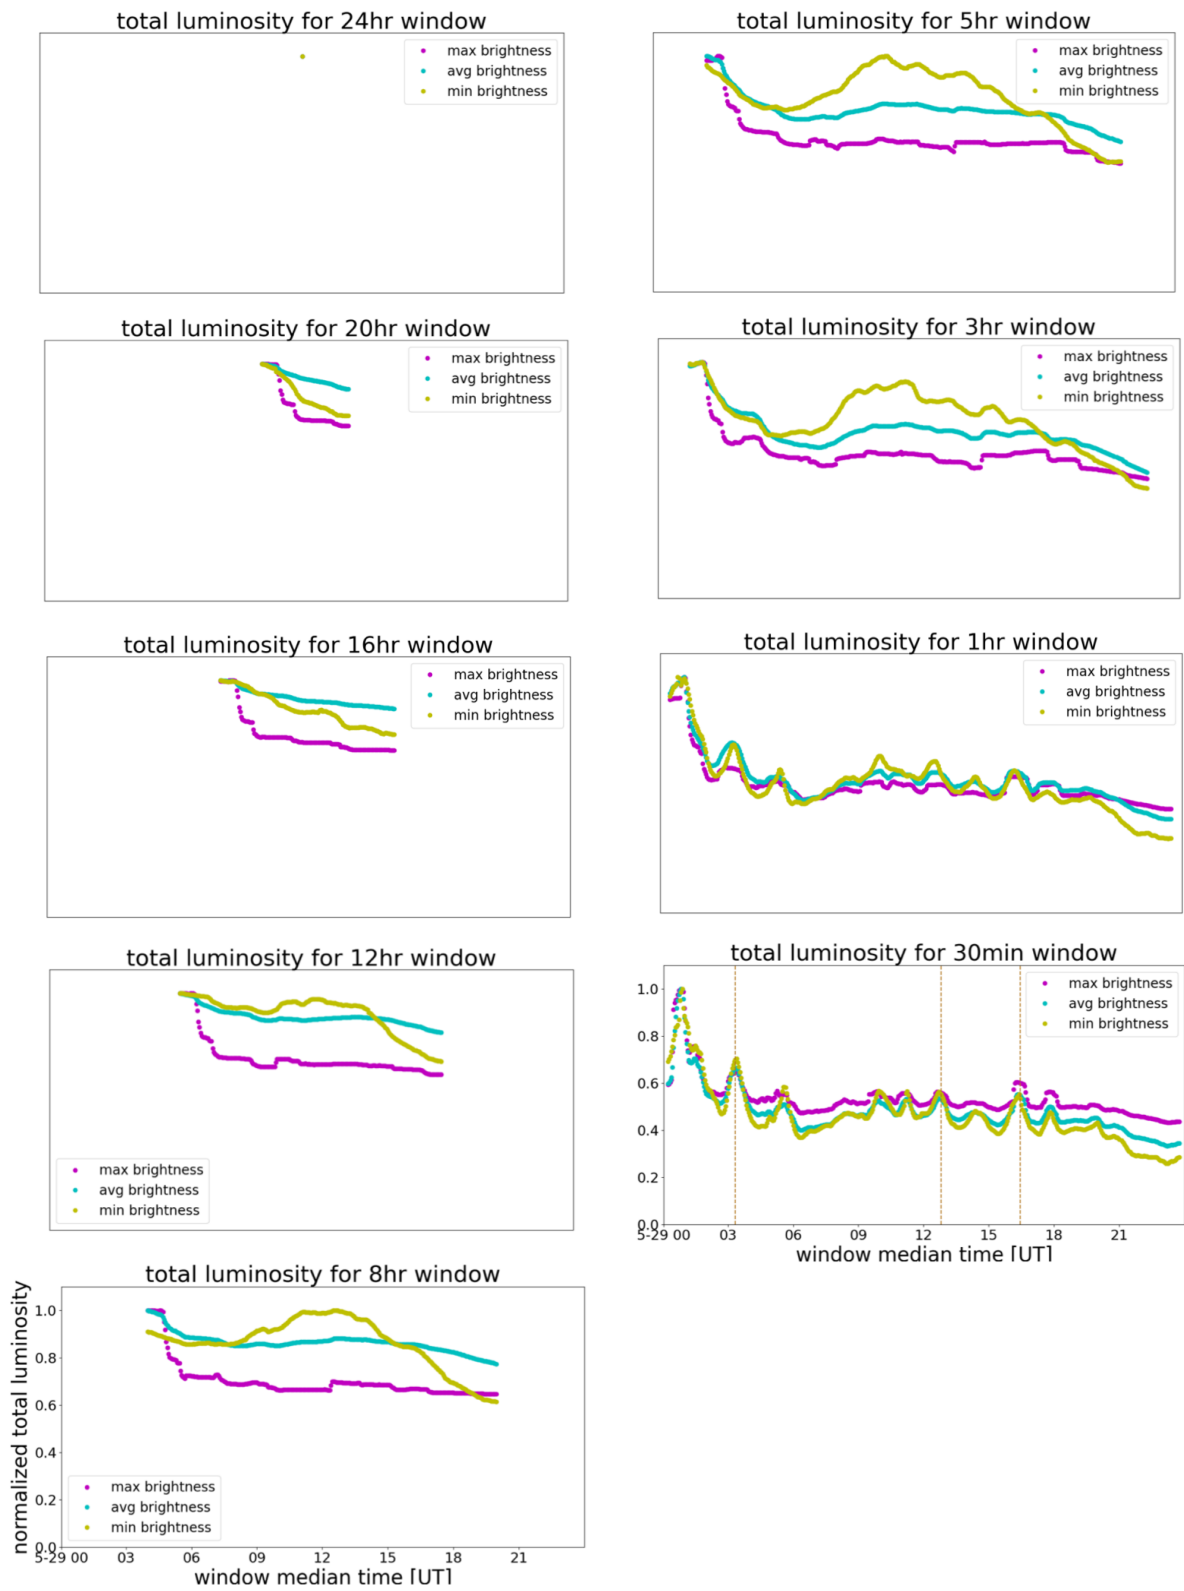 total luminosity for 24hr window
max brightness
avg brightness
min brightness
total luminosity for 20hr window
max brightness
avg brightness
min brightness
total luminosity for 16hr window
max brightness
avg brightness
min brightness
total luminosity for 12hr window
max brightness
avg brightness
min brightness
total luminosity for 8hr window
normalized total luminosity
1.0
0.8
0.6
0.4
0.2
0.0
max brightness
avg brightness
min brightness
5-29 00 03 06 09 12 15 18 21
window median time [UT]
total luminosity for 5hr window
max brightness
avg brightness
min brightness
total luminosity for 3hr window
max brightness
avg brightness
min brightness
total luminosity for 1hr window
max brightness
avg brightness
min brightness
total luminosity for 30min window
1.0
0.8
0.6
0.4
0.2
0.0
max brightness
avg brightness
min brightness
5-29 00 03 06 09 12 15 18 21
window median time [UT]